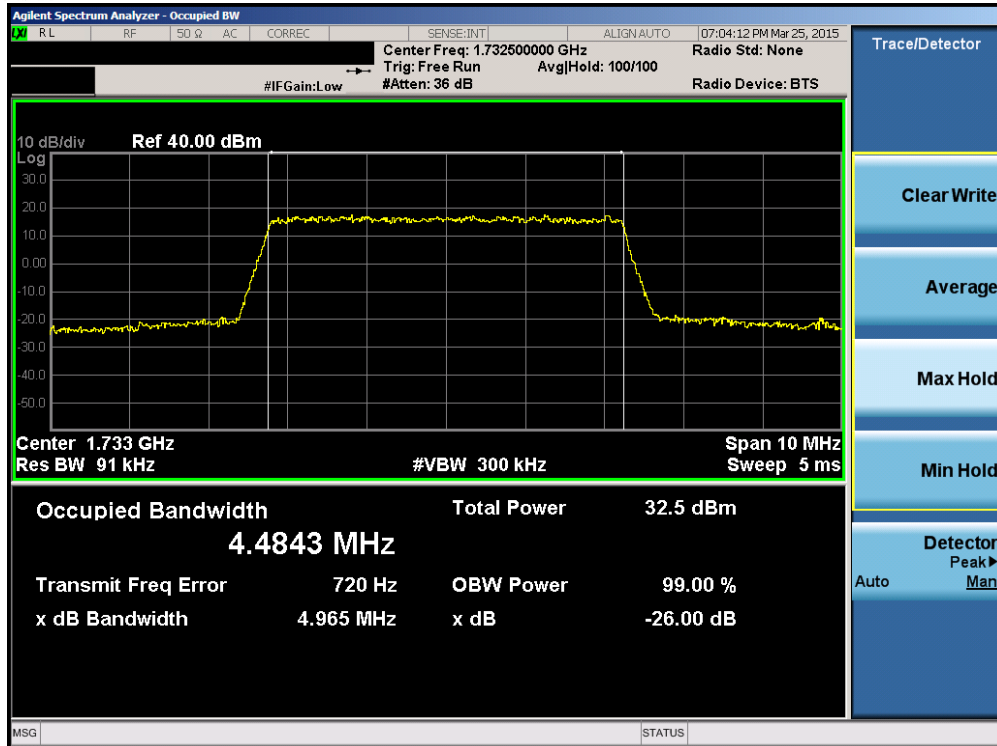 Agilent Spectrum Analyzer - Occupied BW
LXI RL RF 50 Ω AC CORREC SENSE:INT ALIGN AUTO 07:04:12 PM Mar 25, 2015
Center Freq: 1.732500000 GHz Radio Std: None
Trig: Free Run Avg|Hold: 100/100
#IFGain:Low #Atten: 36 dB Radio Device: BTS
Trace/Detector
10 dB/div Ref 40.00 dBm
Log
30.0
20.0
10.0
0.00
-10.0
-20.0
-30.0
-40.0
-50.0
Center 1.733 GHz Span 10 MHz
Res BW 91 kHz #VBW 300 kHz Sweep 5 ms
Occupied Bandwidth Total Power 32.5 dBm
4.4843 MHz
Transmit Freq Error 720 Hz OBW Power 99.00 %
x dB Bandwidth 4.965 MHz x dB -26.00 dB
Clear Write
Average
Max Hold
Min Hold
Detector
Peak▶
Auto Man
MSG STATUS